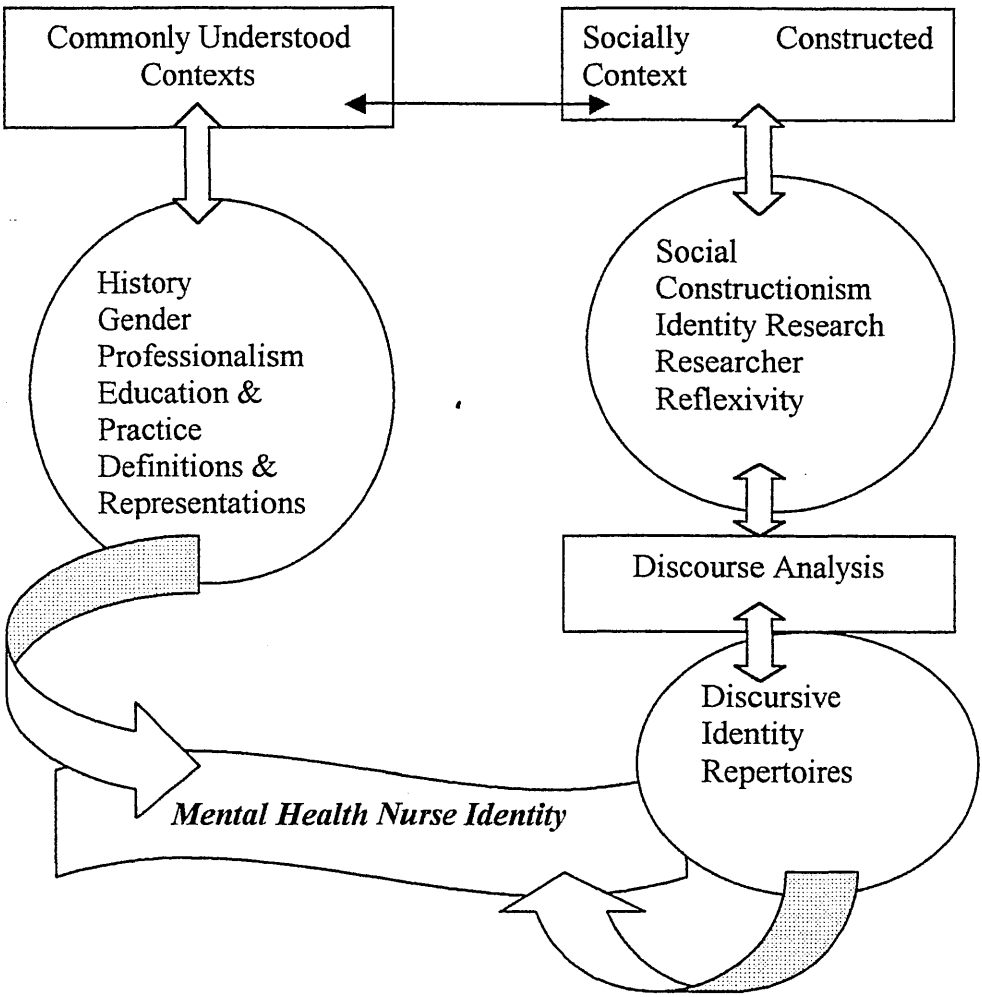 Commonly Understood
Contexts
Socially Constructed
Context
History
Gender
Professionalism
Education &
Practice
Definitions &
Representations
Social
Constructionism
Identity Research
Researcher
Reflexivity
Discourse Analysis
Discursive
Identity
Repertoires
Mental Health Nurse Identity